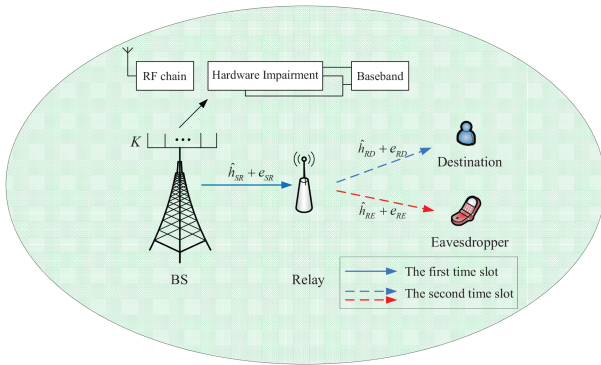 RF chain
Hardware Impairment
Baseband
K
...
ĥ_SR + e_SR
ĥ_RD + e_RD
ĥ_RE + e_RE
Destination
Eavesdropper
BS
Relay
The first time slot
The second time slot